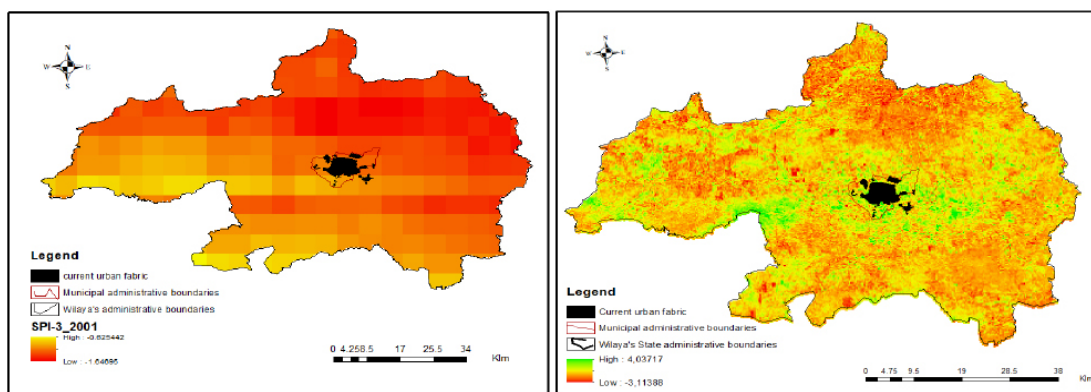 N
W E
S
Legend
current urban fabric
Municipal administrative boundaries
Wilaya's administrative boundaries
SPI-3_2001
High : -0.825442
Low : -1.64695
0 4.258.5 17 25.5 34
Klm
N
W E
S
Legend
Current urban fabric
Municipal administrative boundaries
Wilaya's State administrative boundaries
High : 4,03717
Low : -3,11388
0 4.75 9.5 19 28.5 38
Klm